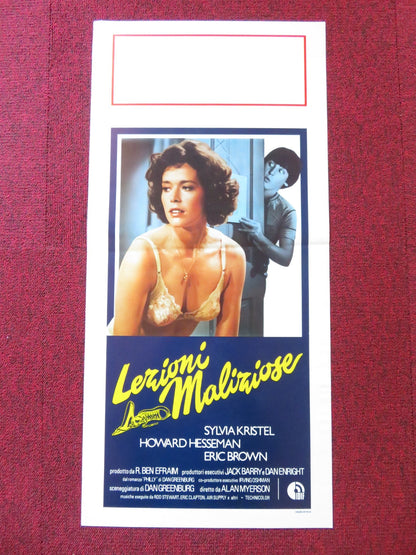 Lezioni
Maliziose
SYLVIA KRISTEL
HOWARD HESSEMAN
ERIC BROWN
prodotto da R. BEN EFRAIM produttori esecutivi JACK BARRY e DAN ENRIGHT
dal romanzo "PHILLY" di DAN GREENBURG co-produttore esecutivo IRVING OSHMAN
sceneggiatura di DAN GREENBURG diretto da ALAN MYERSON
musiche eseguite da ROD STEWART, ERIC CLAPTON, AIR SUPPLY e altri • TECHNICOLOR